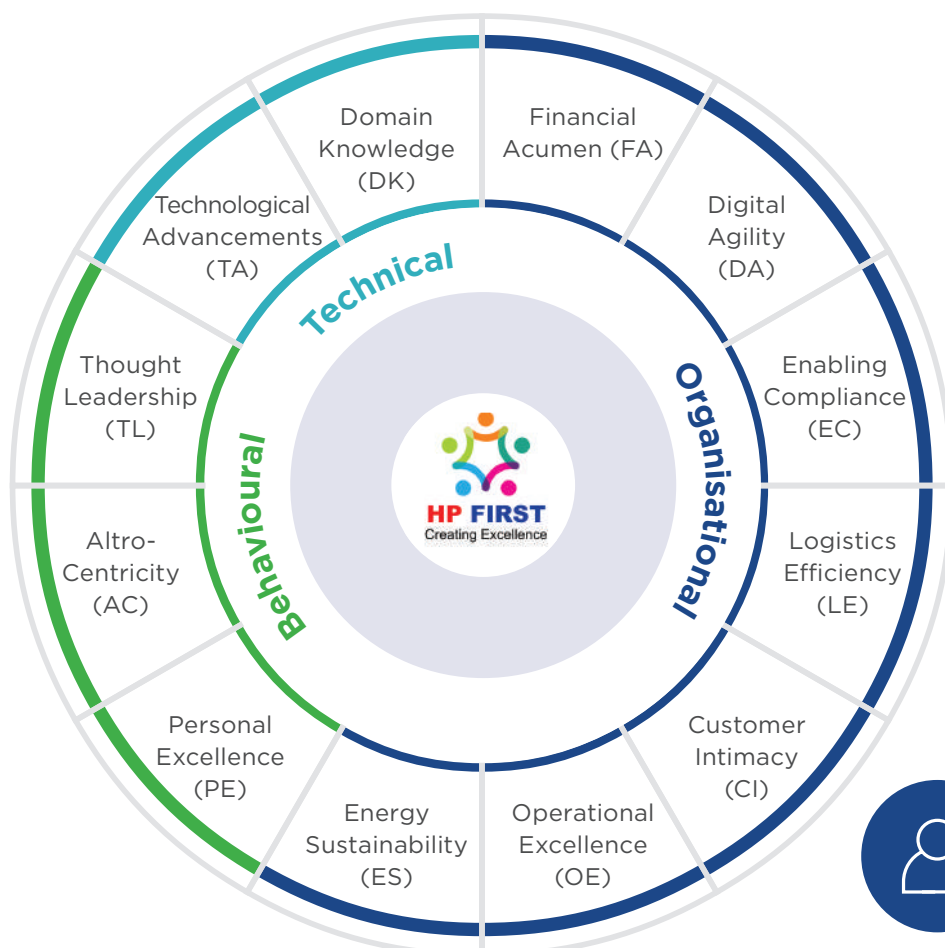 Domain
Knowledge
(DK)
Financial
Acumen (FA)
Digital
Agility
(DA)
Enabling
Compliance
(EC)
Logistics
Efficiency
(LE)
Customer
Intimacy
(CI)
Operational
Excellence
(OE)
Energy
Sustainability
(ES)
Personal
Excellence
(PE)
Altro-
Centricity
(AC)
Thought
Leadership
(TL)
Technological
Advancements
(TA)
Technical
Organisational
Behavioural
HP FIRST
Creating Excellence